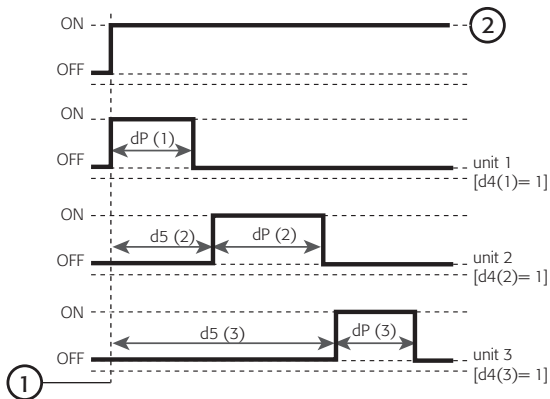 ON
2
OFF
ON
dP (1)
OFF
unit 1
[d4(1)= 1]
ON
d5 (2)
dP (2)
OFF
unit 2
[d4(2)= 1]
ON
d5 (3)
dP (3)
OFF
unit 3
[d4(3)= 1]
1